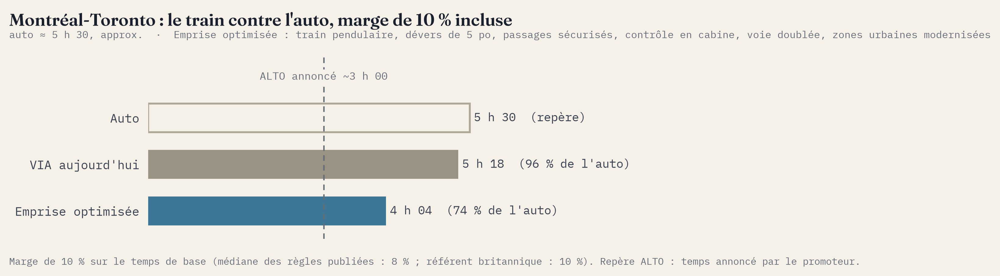 Montréal-Toronto : le train contre l'auto, marge de 10 % incluse
auto ≈ 5 h 30, approx.  ·  Emprise optimisée : train pendulaire, dévers de 5 po, passages sécurisés, contrôle en cabine, voie doublée, zones urbaines modernisées
ALTO annoncé ~3 h 00
Auto 5 h 30  (repère)
VIA aujourd'hui 5 h 18  (96 % de l'auto)
Emprise optimisée 4 h 04  (74 % de l'auto)
Marge de 10 % sur le temps de base (médiane des règles publiées : 8 % ; référent britannique : 10 %). Repère ALTO : temps annoncé par le promoteur.